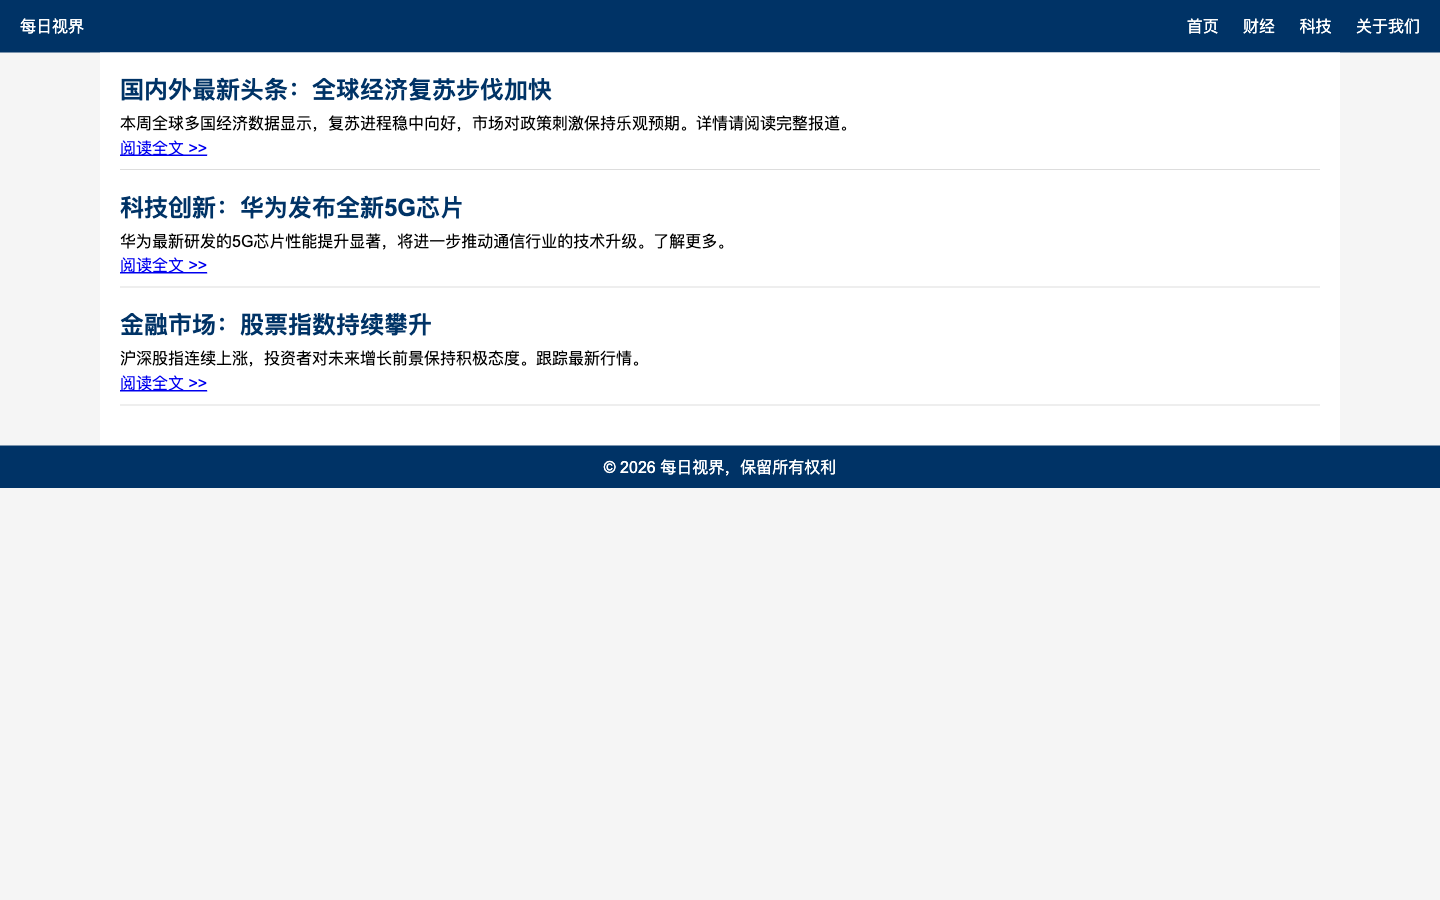 每日视界
首页 财经 科技 关于我们
国内外最新头条：全球经济复苏步伐加快
本周全球多国经济数据显示，复苏进程稳中向好，市场对政策刺激保持乐观预期。详情请阅读完整报道。
阅读全文 >>
科技创新：华为发布全新5G芯片
华为最新研发的5G芯片性能提升显著，将进一步推动通信行业的技术升级。了解更多。
阅读全文 >>
金融市场：股票指数持续攀升
沪深股指连续上涨，投资者对未来增长前景保持积极态度。跟踪最新行情。
阅读全文 >>
© 2026 每日视界，保留所有权利